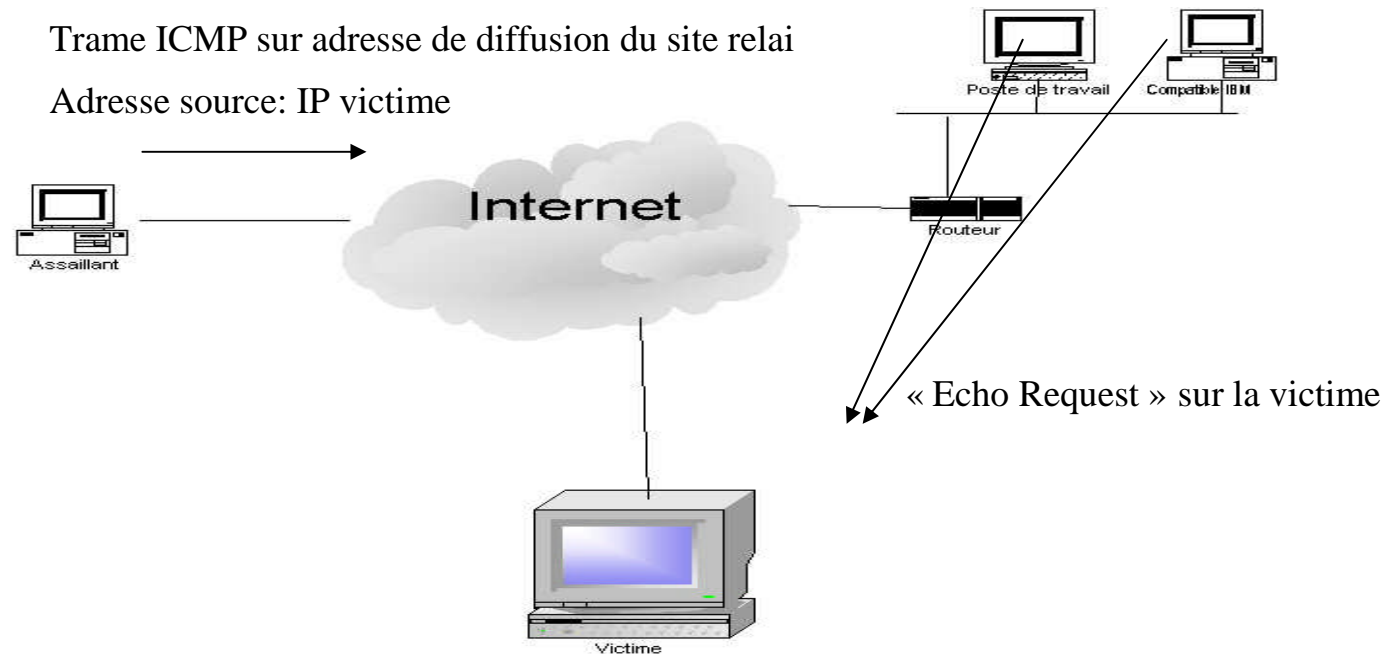 Trame ICMP sur adresse de diffusion du site relai
Adresse source: IP victime
Poste de travail
Compatible IBM
Internet
Routeur
Assaillant
« Echo Request » sur la victime
Victime